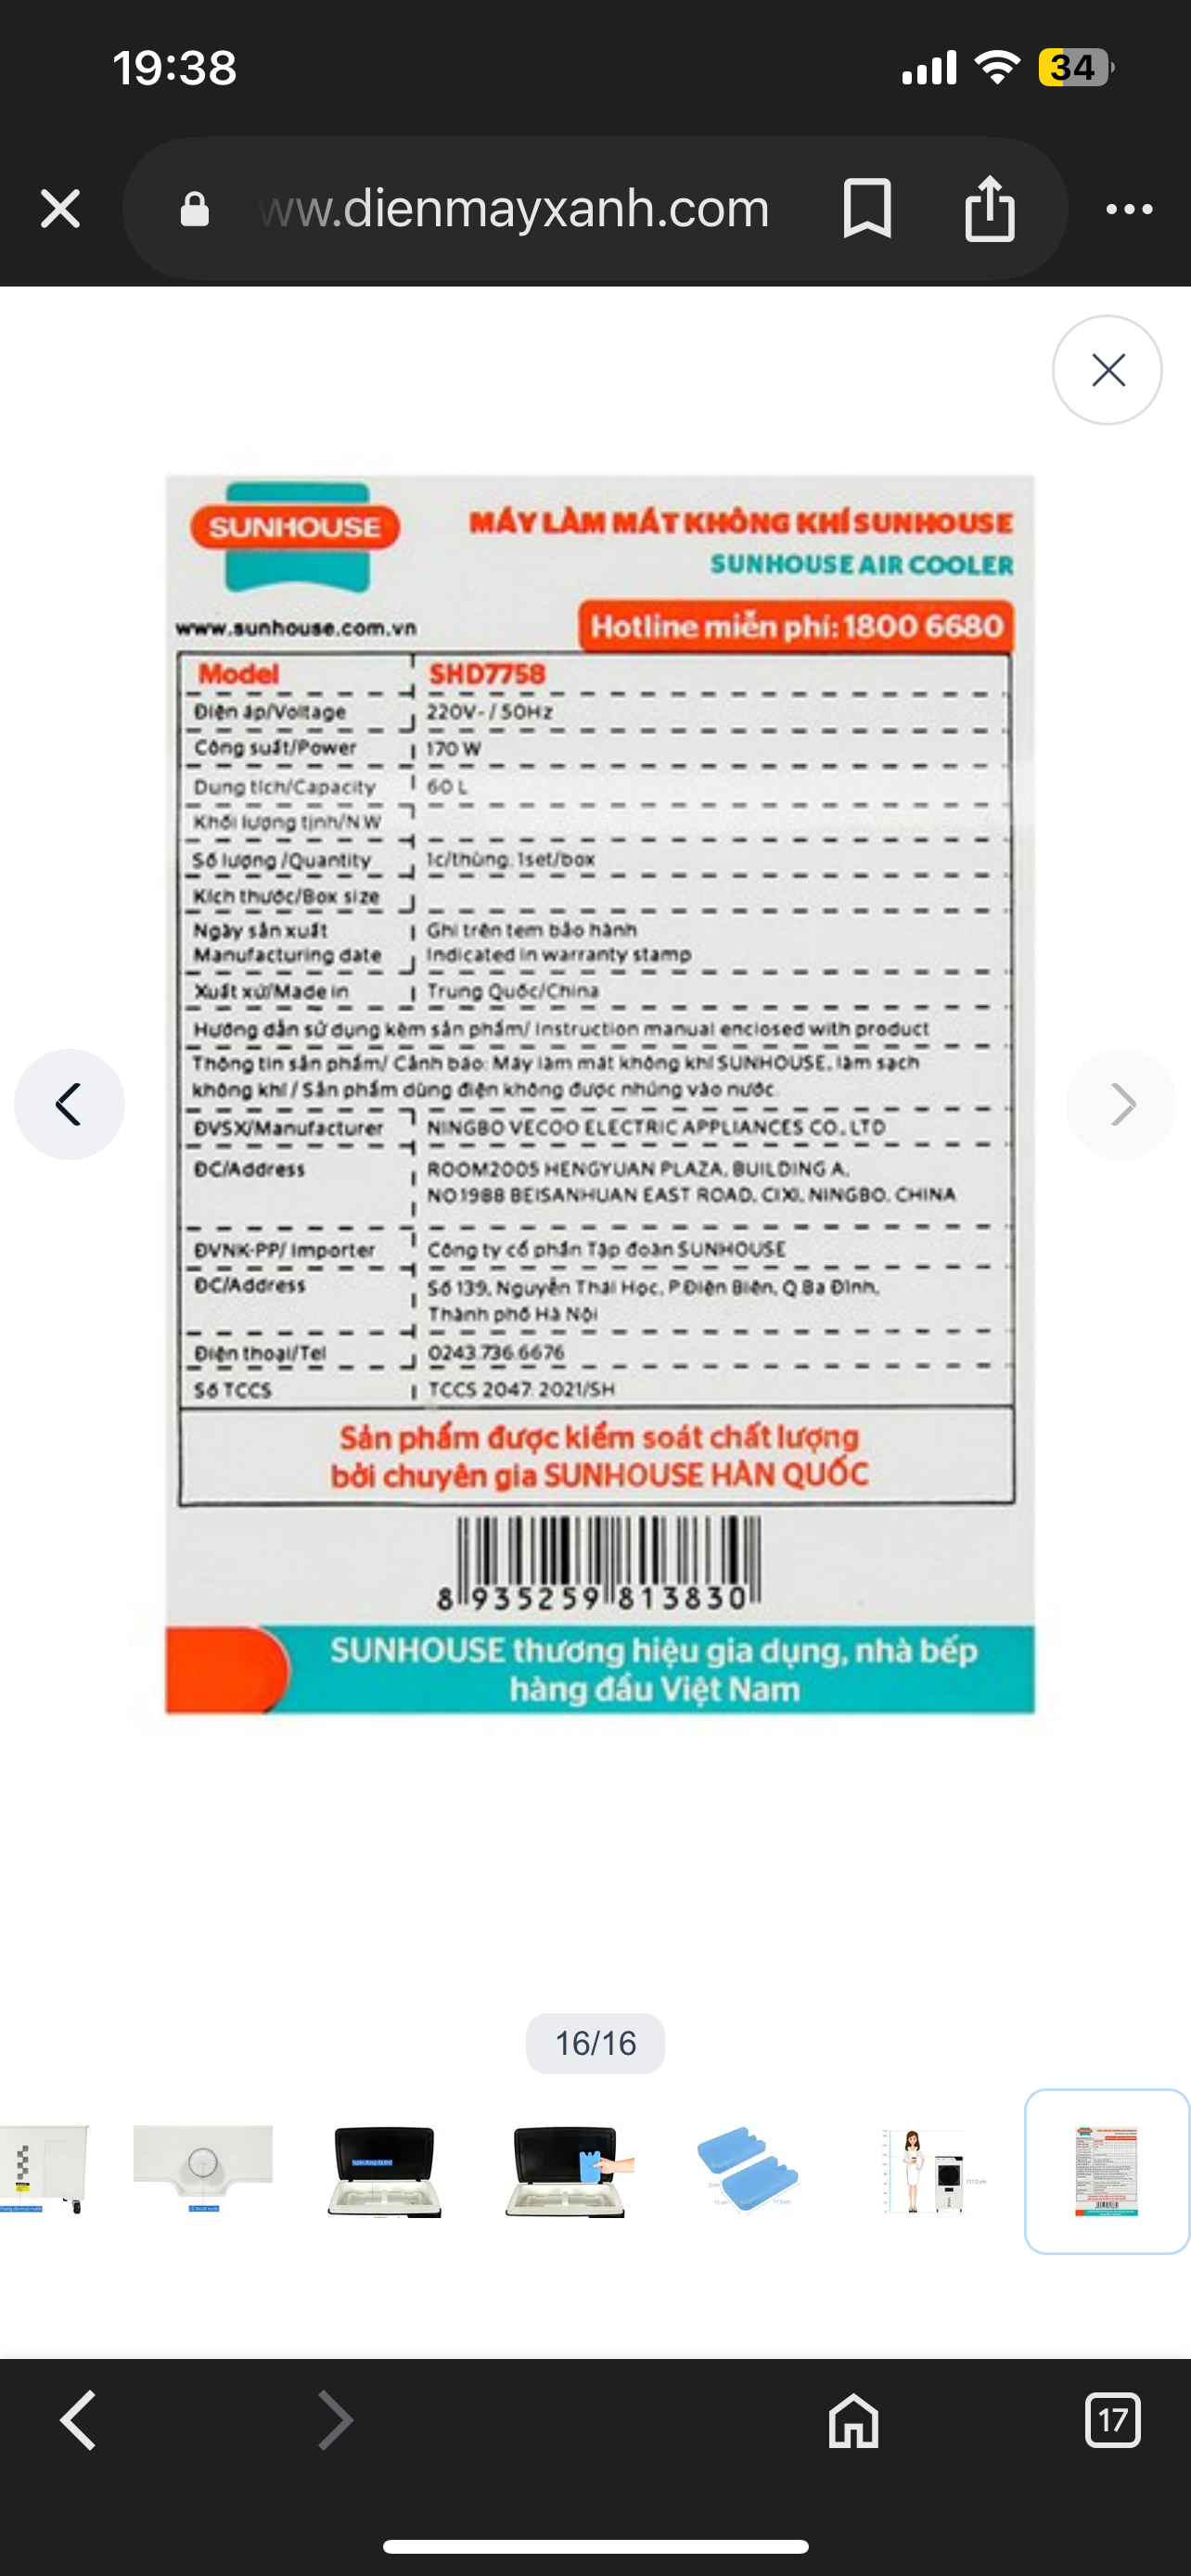 19:38
34
ww.dienmayxanh.com
SUNHOUSE
MÁY LÀM MÁT KHÔNG KHÍ SUNHOUSE
SUNHOUSE AIR COOLER
www.sunhouse.com.vn
Hotline miễn phí: 1800 6680
Model SHD7758
Điện áp/Voltage 220V~/ 50Hz
Công suất/Power 170 W
Dung tích/Capacity 60 L
Khối lượng tịnh/N.W
Số lượng /Quantity 1c/thùng: 1set/box
Kích thước/Box size
Ngày sản xuất Ghi trên tem bảo hành
Manufacturing date Indicated in warranty stamp
Xuất xứ/Made in Trung Quốc/China
Hướng dẫn sử dụng kèm sản phẩm/ Instruction manual enclosed with product
Thông tin sản phẩm/ Cảnh báo: Máy làm mát không khí SUNHOUSE, làm sạch
không khí / Sản phẩm dùng điện không được nhúng vào nước.
ĐVSX/Manufacturer NINGBO VECOO ELECTRIC APPLIANCES CO., LTD
ĐC/Address ROOM2005 HENGYUAN PLAZA, BUILDING A,
NO.1988 BEISANHUAN EAST ROAD, CIXI, NINGBO, CHINA
ĐVNK-PP/ Importer Công ty cổ phần Tập đoàn SUNHOUSE
ĐC/Address Số 139, Nguyễn Thái Học, P.Điện Biên, Q.Ba Đình,
Thành phố Hà Nội
Điện thoại/Tel 0243.736.6676
Số TCCS TCCS 2047: 2021/SH
Sản phẩm được kiểm soát chất lượng
bởi chuyên gia SUNHOUSE HÀN QUỐC
8 935259 813830
SUNHOUSE thương hiệu gia dụng, nhà bếp
hàng đầu Việt Nam
16/16
17